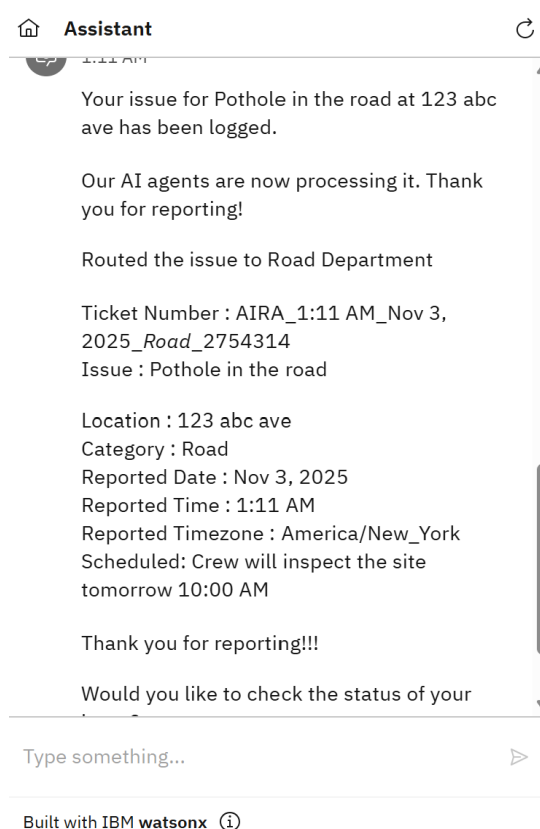 Assistant
1:11 AM
Your issue for Pothole in the road at 123 abc
ave has been logged.
Our AI agents are now processing it. Thank
you for reporting!
Routed the issue to Road Department
Ticket Number : AIRA_1:11 AM_Nov 3,
2025_Road_2754314
Issue : Pothole in the road
Location : 123 abc ave
Category : Road
Reported Date : Nov 3, 2025
Reported Time : 1:11 AM
Reported Timezone : America/New_York
Scheduled: Crew will inspect the site
tomorrow 10:00 AM
Thank you for reporting!!!
Would you like to check the status of your
Type something...
Built with IBM watsonx